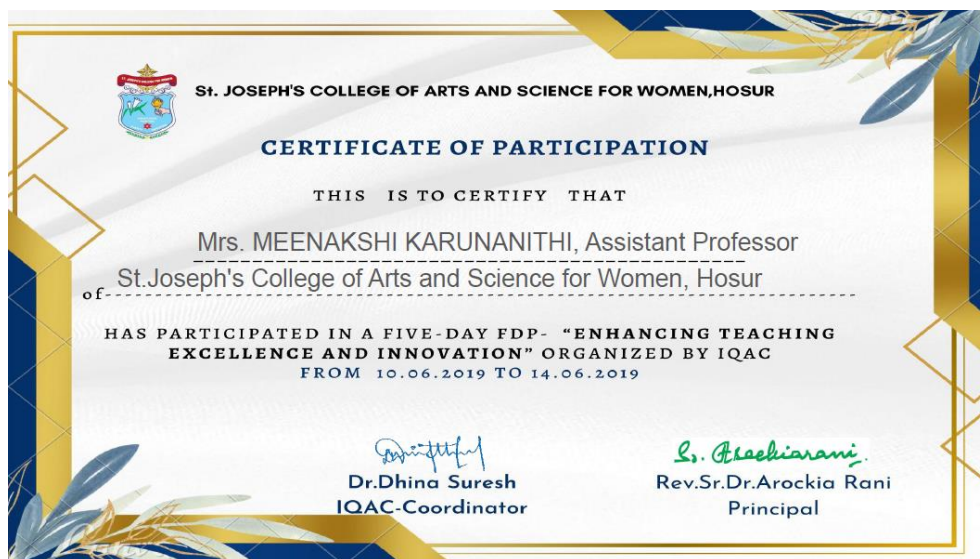 St. JOSEPH'S COLLEGE OF ARTS AND SCIENCE FOR WOMEN,HOSUR
CERTIFICATE OF PARTICIPATION
THIS IS TO CERTIFY THAT
Mrs. MEENAKSHI KARUNANITHI, Assistant Professor
of St.Joseph's College of Arts and Science for Women, Hosur
HAS PARTICIPATED IN A FIVE-DAY FDP- “ENHANCING TEACHING
EXCELLENCE AND INNOVATION” ORGANIZED BY IQAC
FROM 10.06.2019 TO 14.06.2019
Dr.Dhina Suresh
IQAC-Coordinator
Rev.Sr.Dr.Arockia Rani
Principal